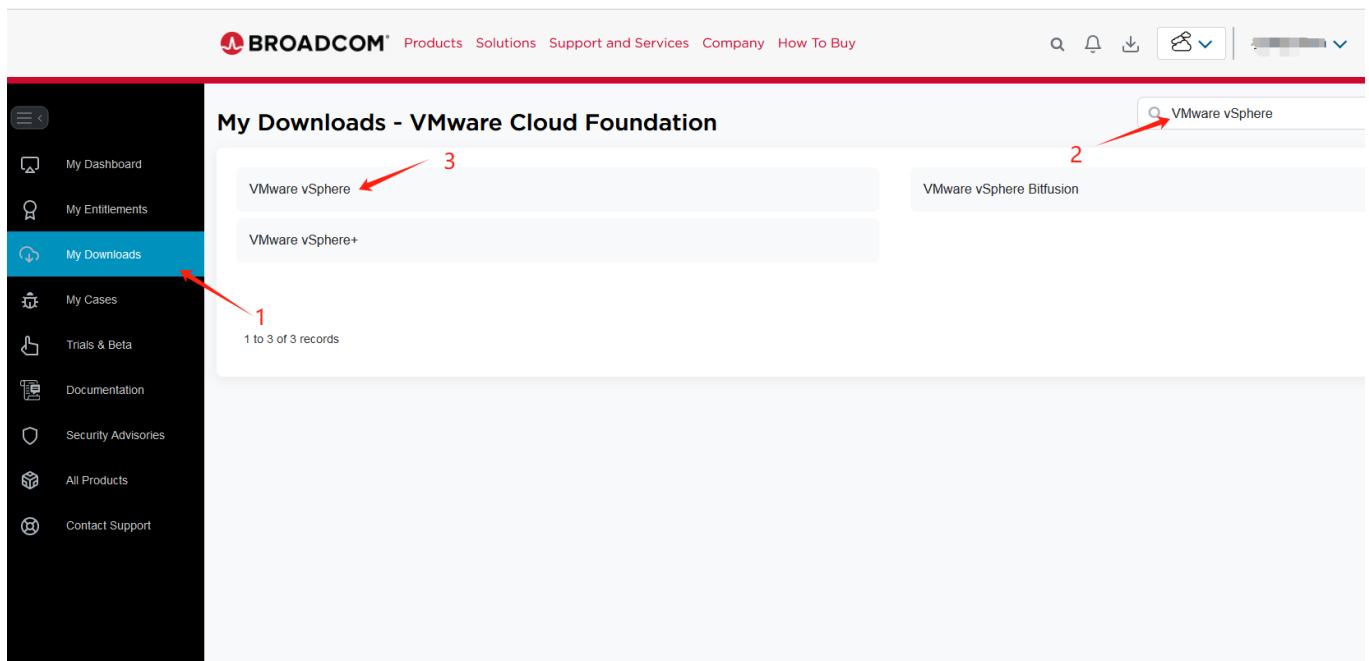 BROADCOM Products Solutions Support and Services Company How To Buy
My Downloads - VMware Cloud Foundation
VMware vSphere
2
3
My Dashboard
VMware vSphere
VMware vSphere Bitfusion
My Entitlements
VMware vSphere+
My Downloads
My Cases
1
1 to 3 of 3 records
Trials & Beta
Documentation
Security Advisories
All Products
Contact Support